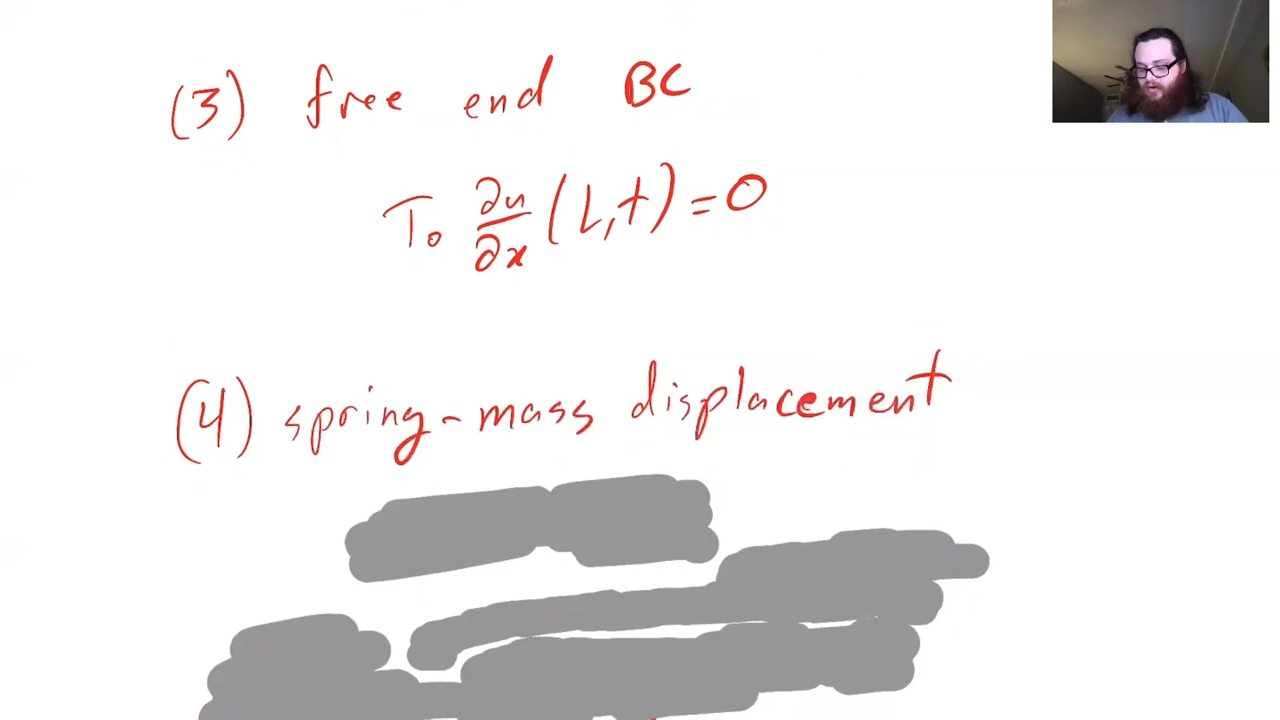 (3) free end BC
T₀ ∂u/∂x (L,t) = 0
(4) spring-mass displacement